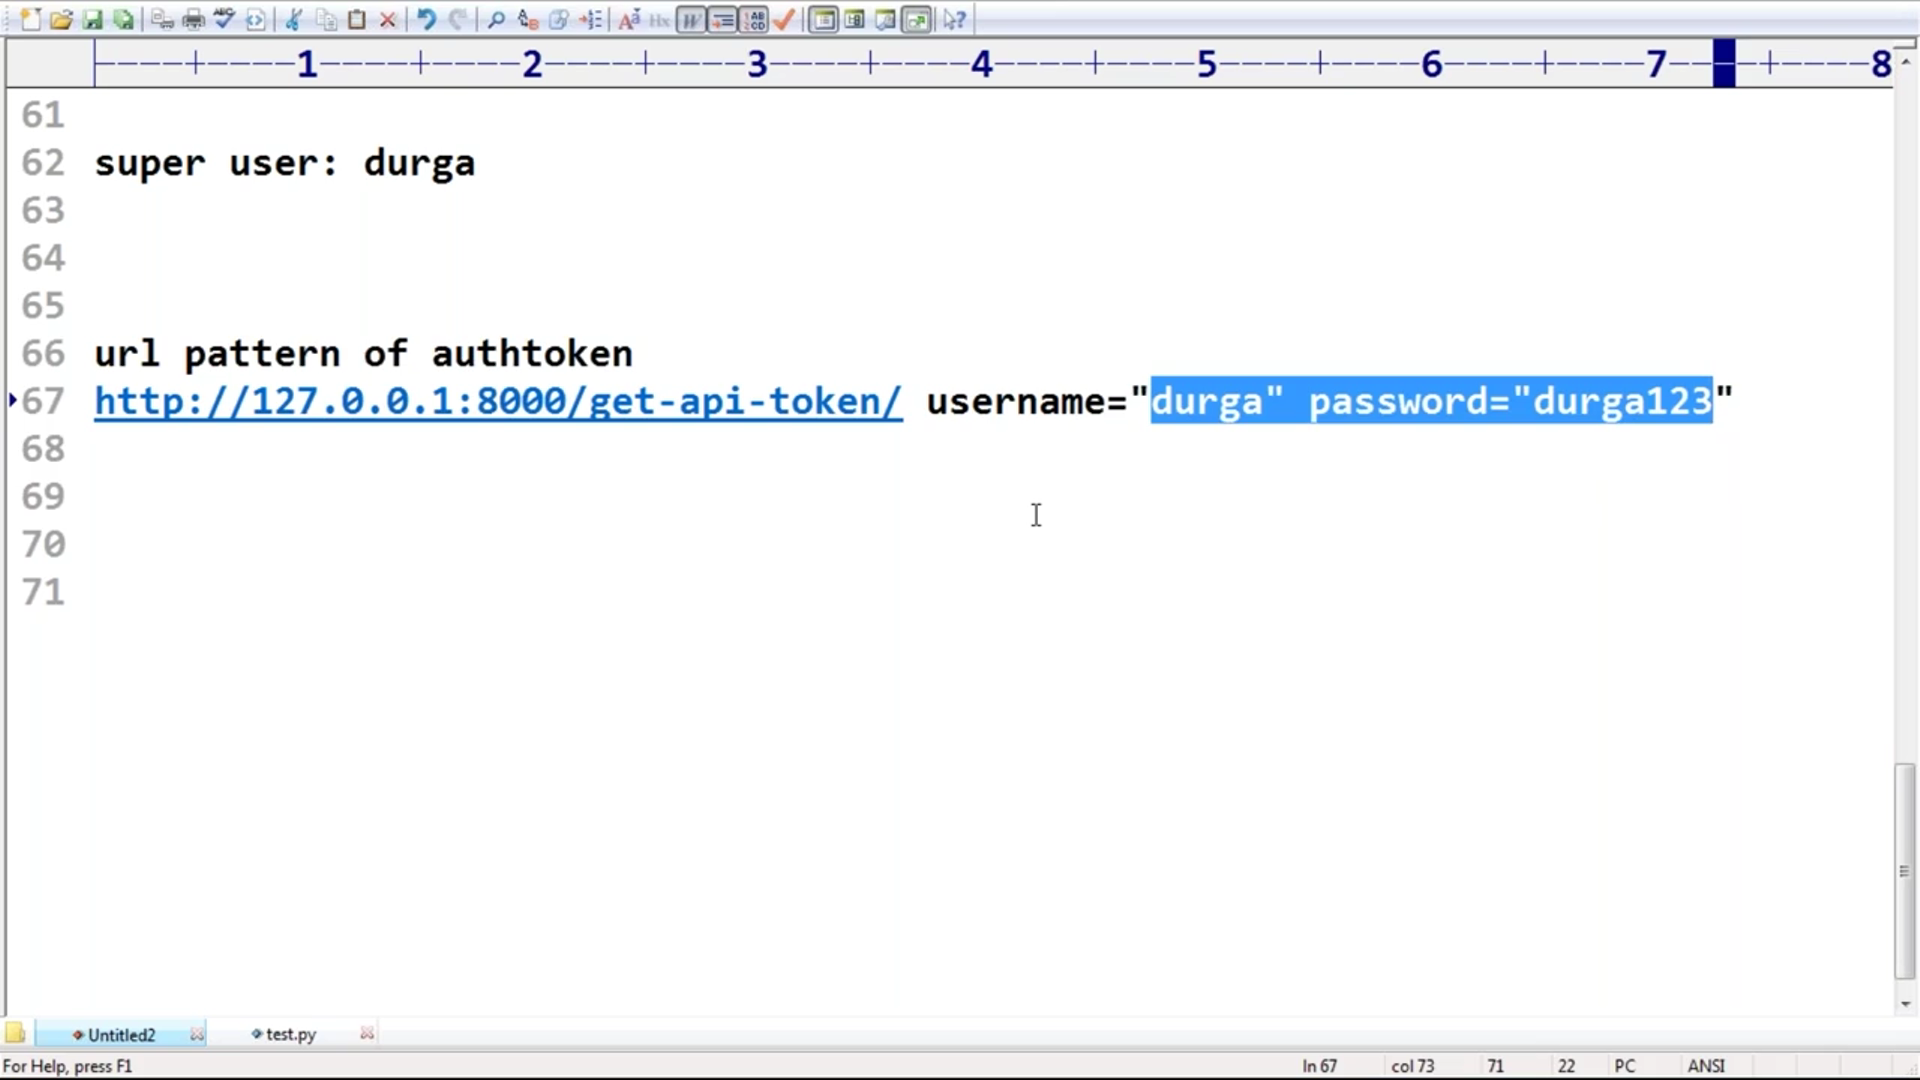 ----+----1----+----2----+----3----+----4----+----5----+----6----+----7----+----8
61
62 super user: durga
63
64
65
66 url pattern of authtoken
67 http://127.0.0.1:8000/get-api-token/ username="durga" password="durga123"
68
69
70
71
Untitled2 test.py
For Help, press F1 ln 67 col 73 71 22 PC ANSI